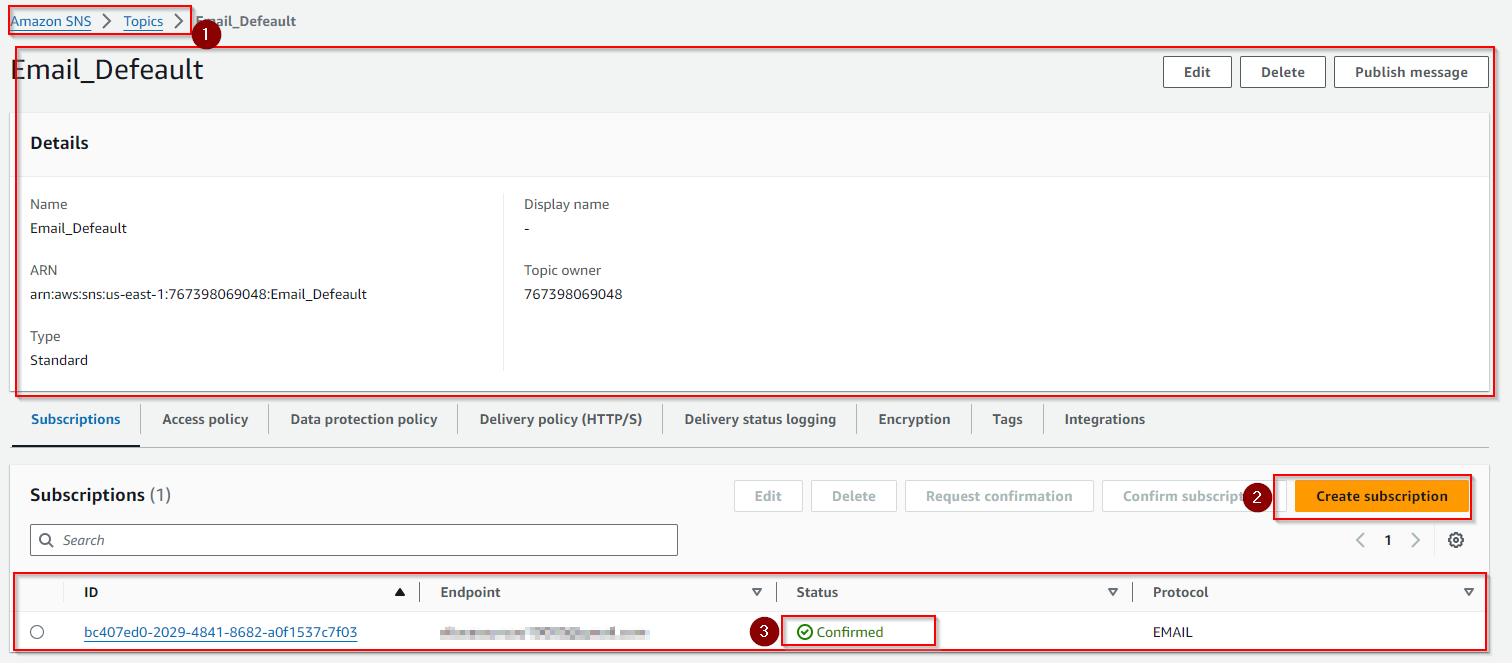 Amazon SNS > Topics > Email_Defeault
1
Email_Defeault
Edit Delete Publish message
Details
Name
Email_Defeault
Display name
-
ARN
arn:aws:sns:us-east-1:767398069048:Email_Defeault
Topic owner
767398069048
Type
Standard
Subscriptions Access policy Data protection policy Delivery policy (HTTP/S) Delivery status logging Encryption Tags Integrations
Subscriptions (1)
Edit Delete Request confirmation Confirm 2 Create subscription
Search
1
ID Endpoint Status Protocol
bc407ed0-2029-4841-8682-a0f1537c7f03 3 Confirmed EMAIL